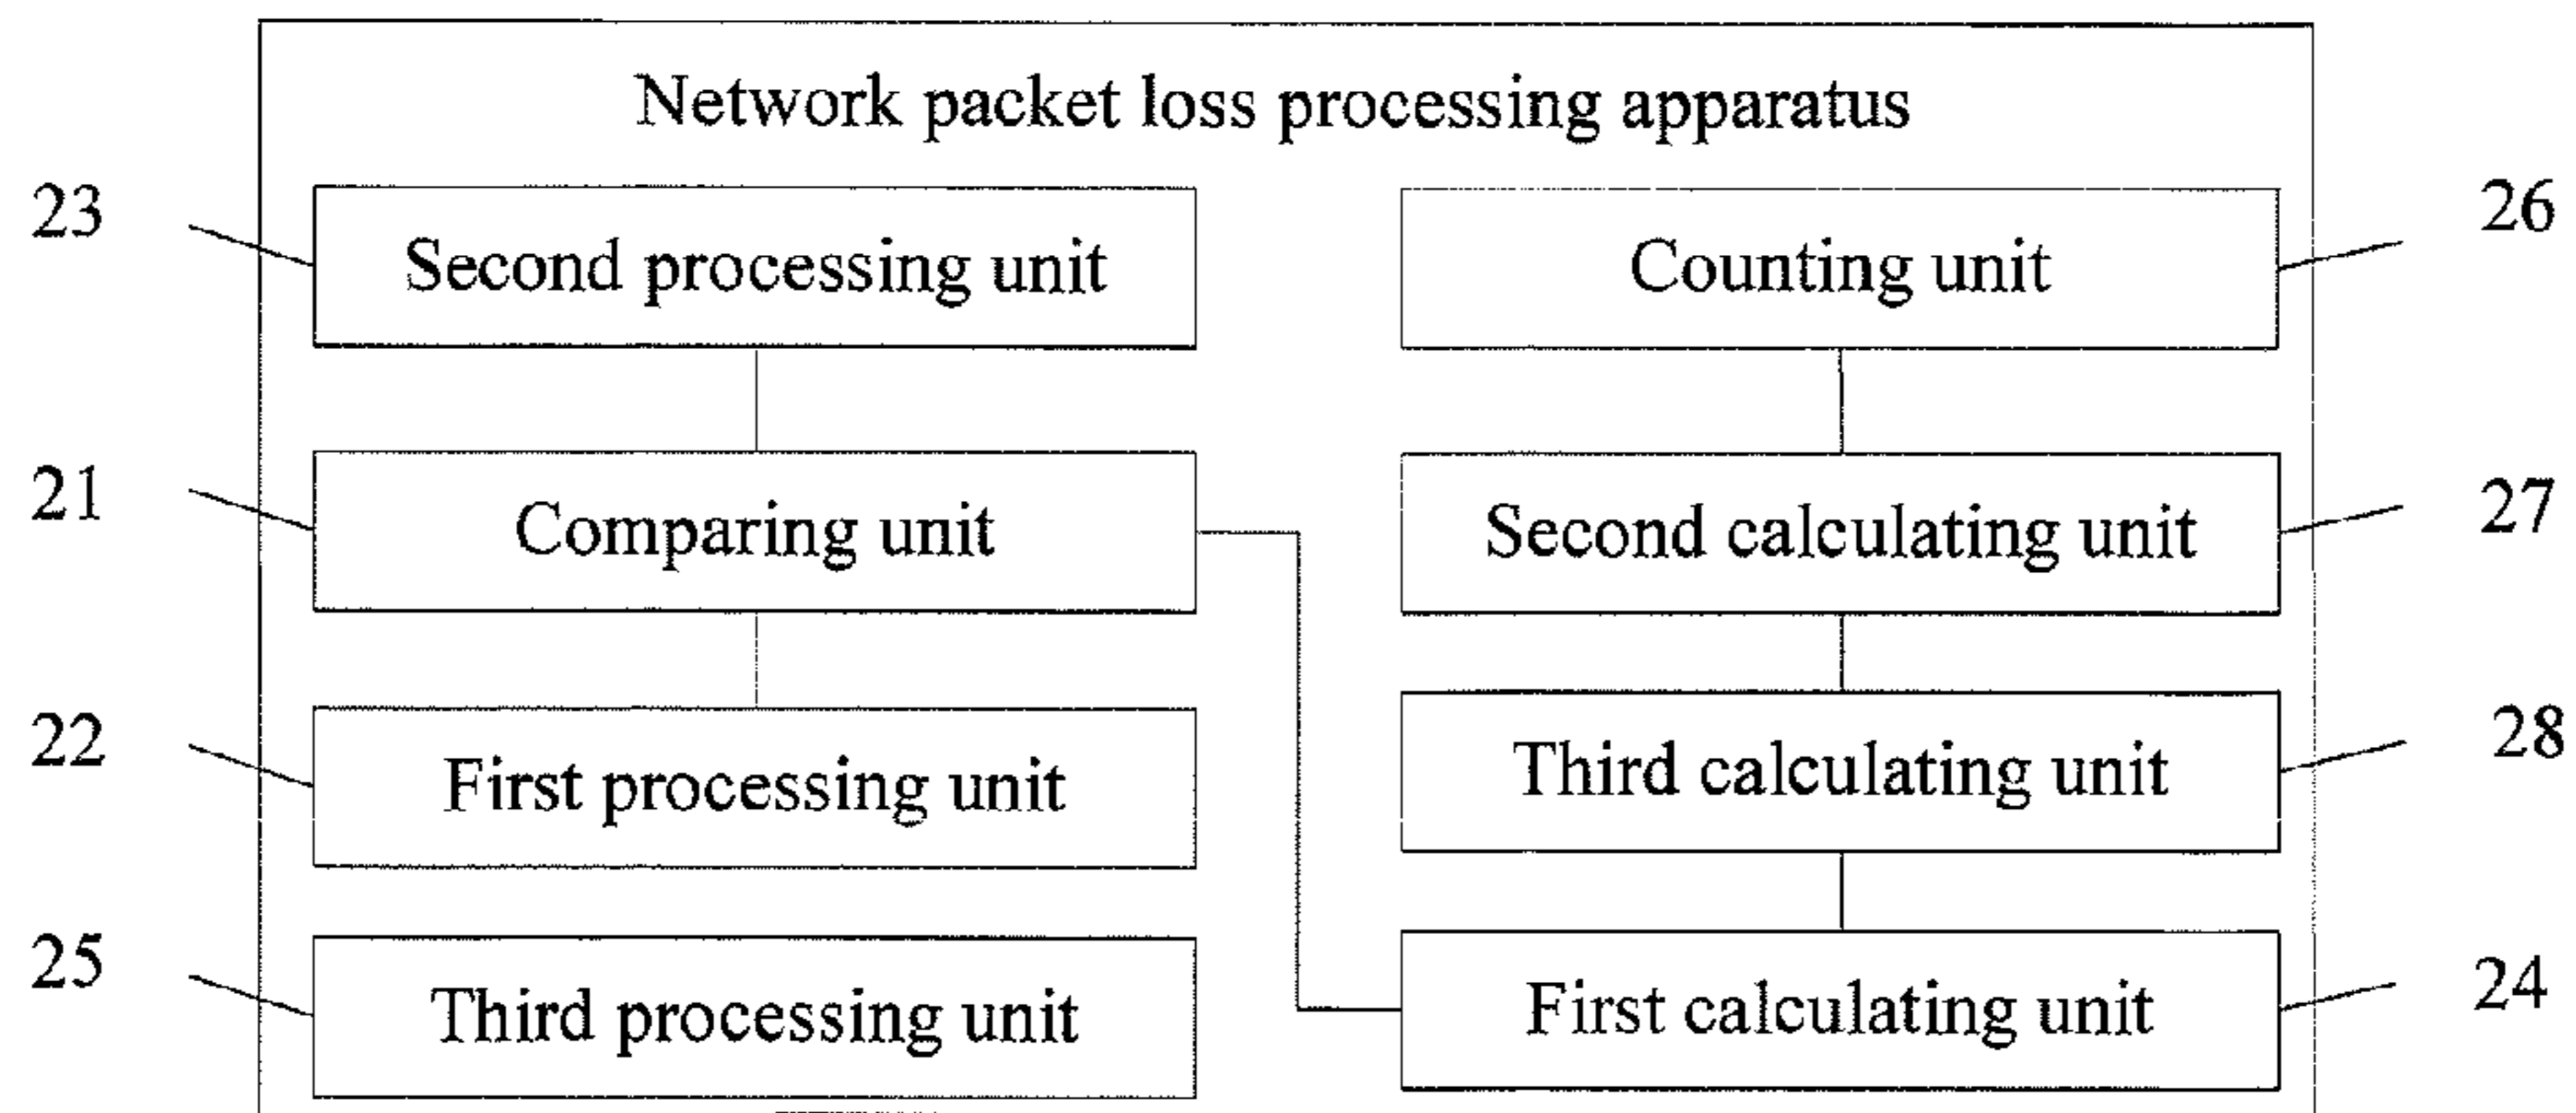 Network packet loss processing apparatus
23
Second processing unit
Counting unit
26
21
Comparing unit
Second calculating unit
27
22
First processing unit
Third calculating unit
28
25
Third processing unit
First calculating unit
24